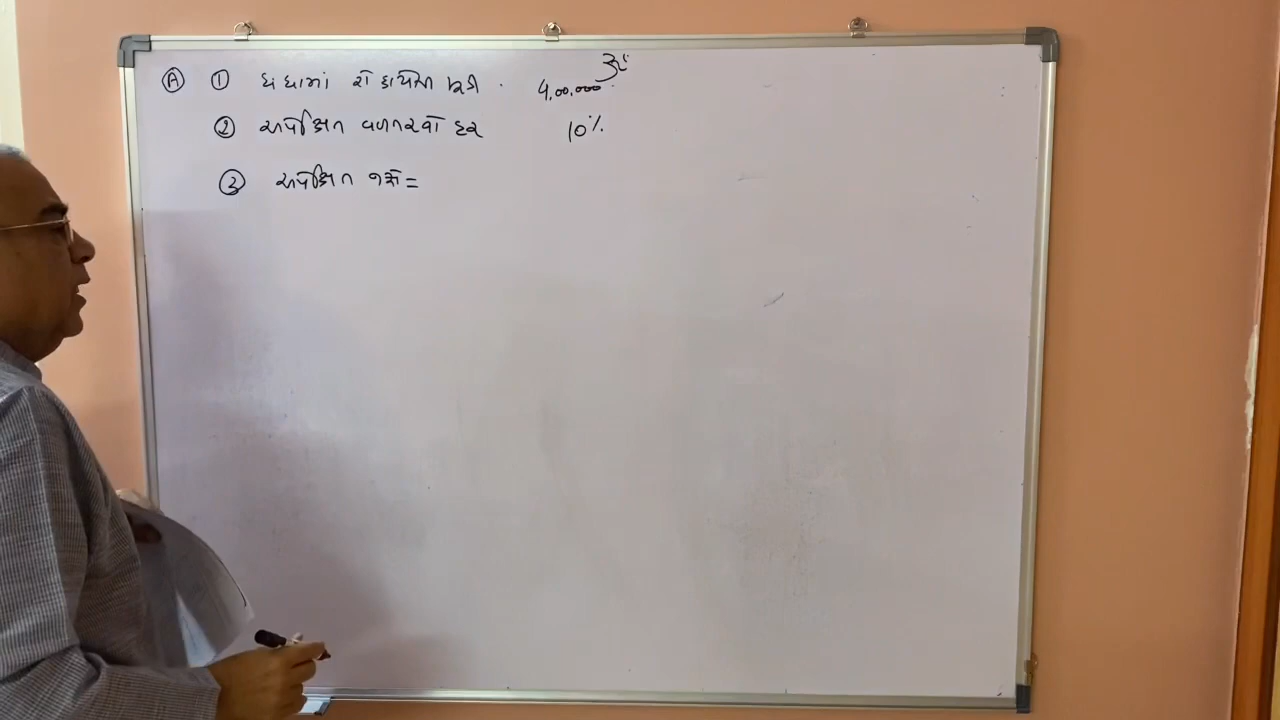 Ⓐ ① ધંધામાં રોકાયેલી મૂડી રૂ. 4,00,000
② અપેક્ષિત વળતરનો દર 10%
③ અપેક્ષિત નફો =